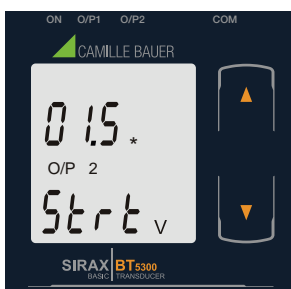 ON O/P1 O/P2 COM
CAMILLE BAUER
01.5 *
O/P 2
Strt V
SIRAX BT5300
BASIC TRANSDUCER